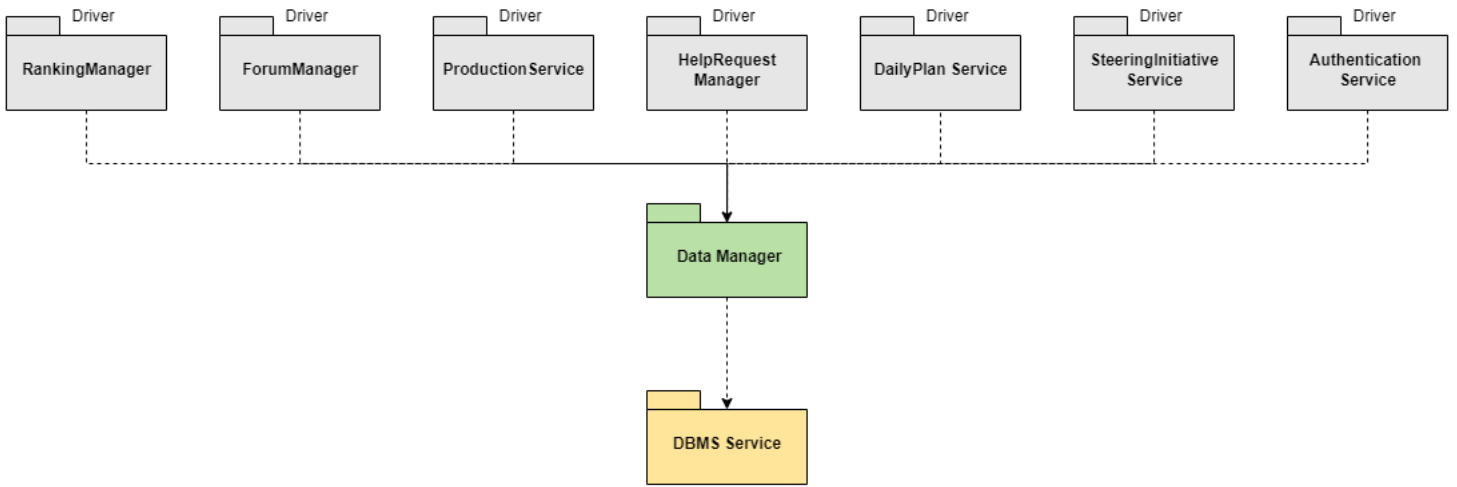 Driver
Driver
Driver
Driver
Driver
Driver
Driver
RankingManager
ForumManager
ProductionService
HelpRequest
Manager
DailyPlan Service
SteeringInitiative
Service
Authentication
Service
Data Manager
DBMS Service